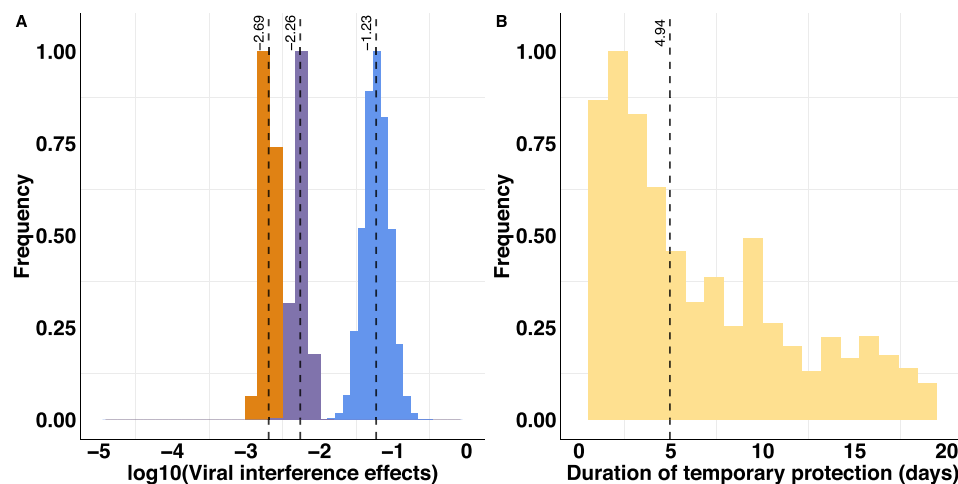 A
−2.69
−2.26
−1.23
1.00
0.75
0.50
0.25
0.00
Frequency
−5 −4 −3 −2 −1 0
log10(Viral interference effects)
B
4.94
1.00
0.75
0.50
0.25
0.00
Frequency
0 5 10 15 20
Duration of temporary protection (days)